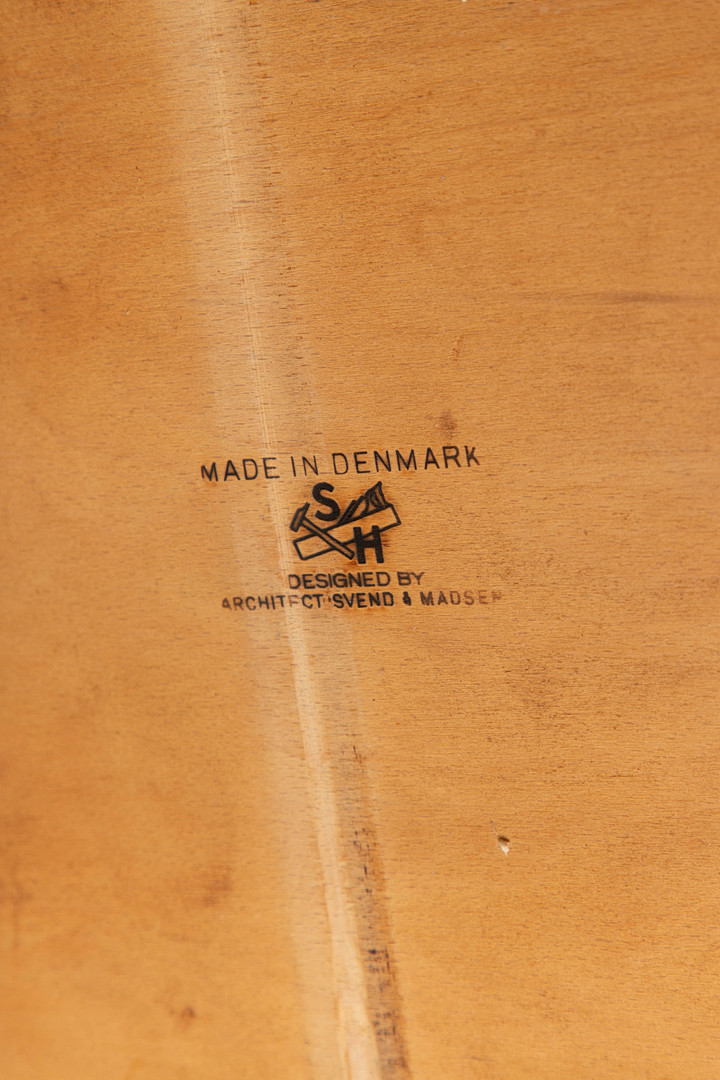 MADE IN DENMARK
S
H
DESIGNED BY
ARCHITECT SVEND & MADSEN